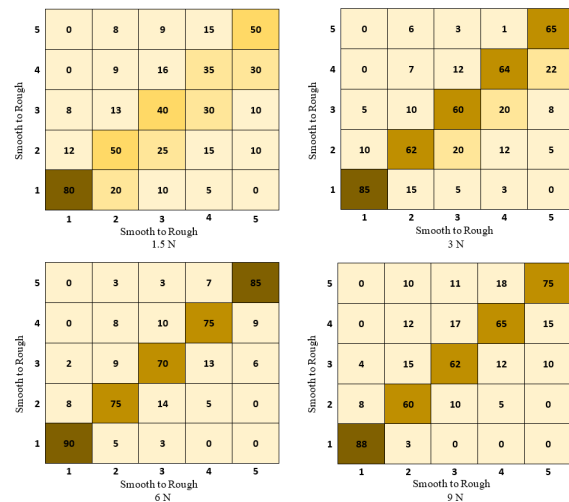 5 0 8 9 15 50
4 0 9 16 35 30
3 8 13 40 30 10
2 12 50 25 15 10
1 80 20 10 5 0
1 2 3 4 5
Smooth to Rough
Smooth to Rough
1.5 N
5 0 6 3 1 65
4 0 7 12 64 22
3 5 10 60 20 8
2 10 62 20 12 5
1 85 15 5 3 0
1 2 3 4 5
Smooth to Rough
Smooth to Rough
3 N
5 0 3 3 7 85
4 0 8 10 75 9
3 2 9 70 13 6
2 8 75 14 5 0
1 90 5 3 0 0
1 2 3 4 5
Smooth to Rough
Smooth to Rough
6 N
5 0 10 11 18 75
4 0 12 17 65 15
3 4 15 62 12 10
2 8 60 10 5 0
1 88 3 0 0 0
1 2 3 4 5
Smooth to Rough
Smooth to Rough
9 N